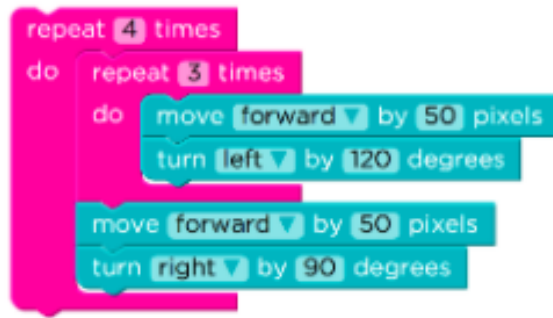 repeat 4 times
do repeat 3 times
do move forward by 50 pixels
turn left by 120 degrees
move forward by 50 pixels
turn right by 90 degrees